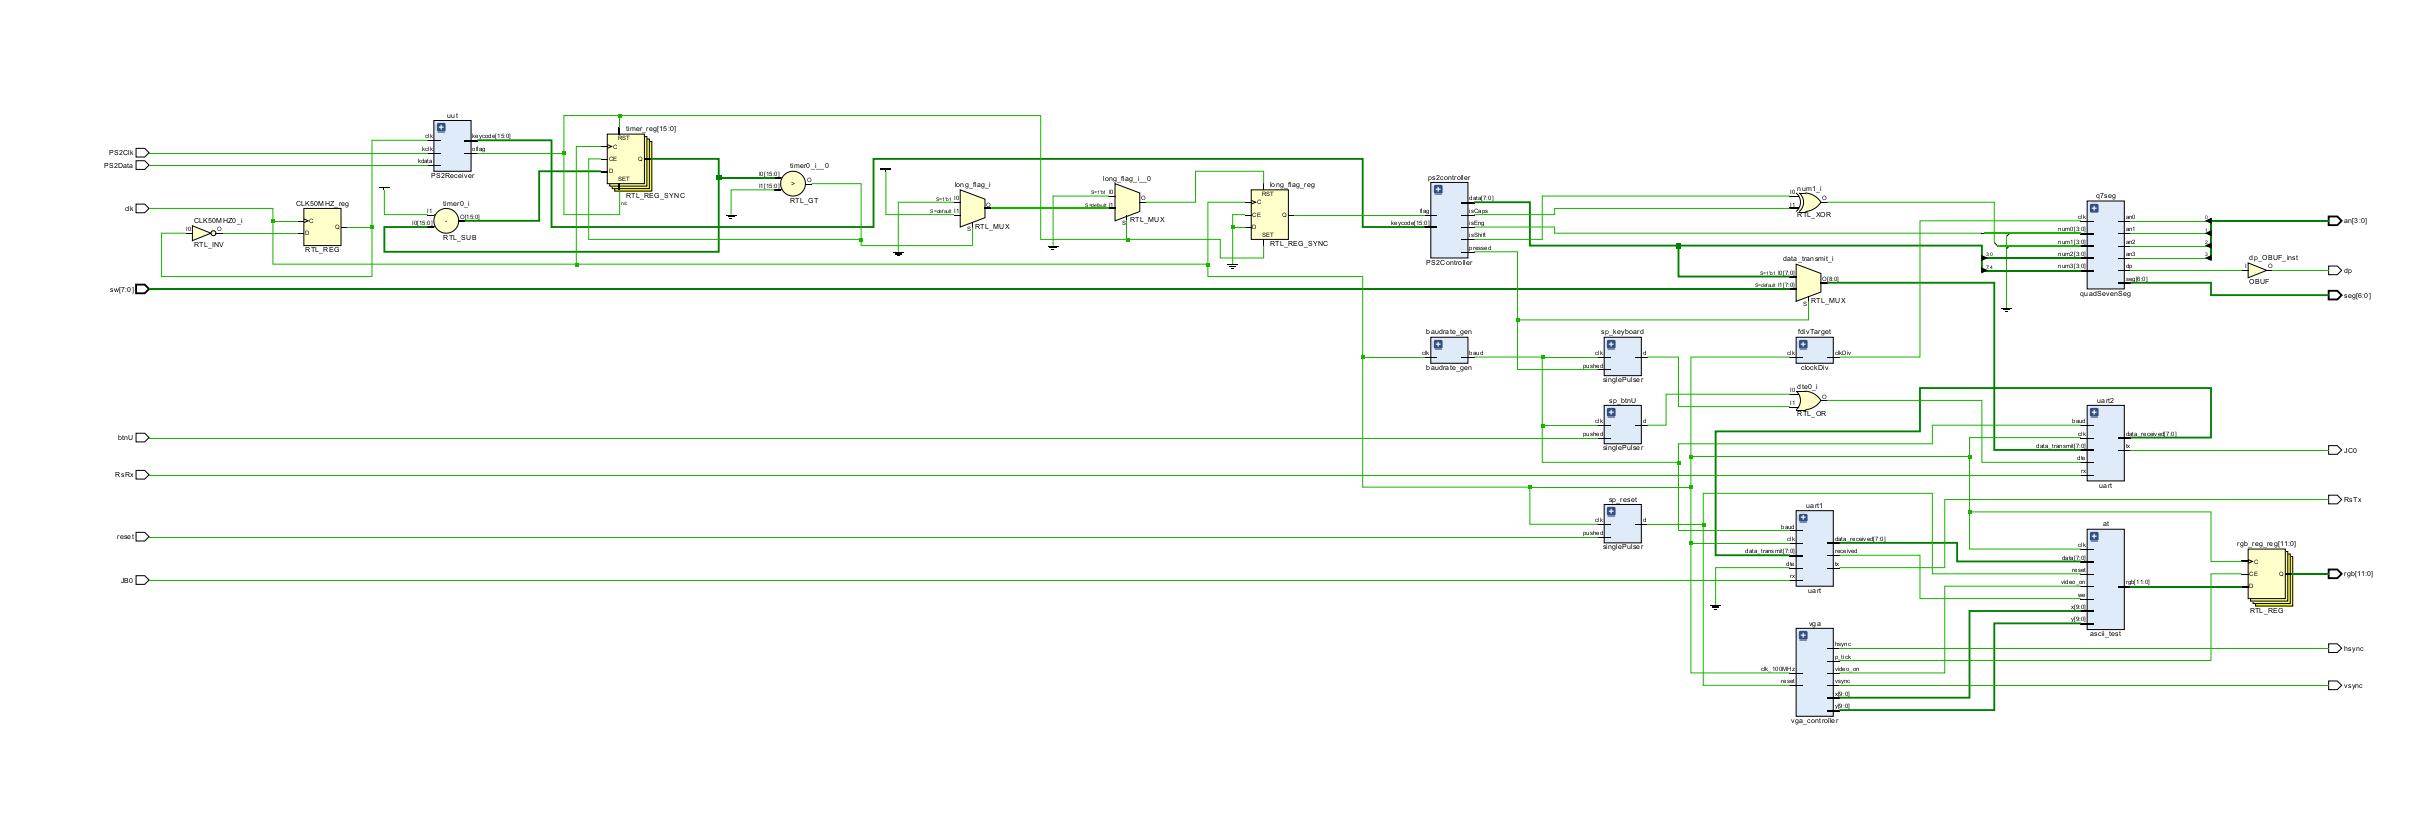 PS2Clk
PS2Data
clk
sw[7:0]
btnU
RsRx
reset
JB0
CLK50MHZ0_i
I0
O
RTL_INV
CLK50MHZ_reg
C
D
Q
RTL_REG
uut
clk
kclk
kdata
keycode[15:0]
oflag
PS2Receiver
timer0_i
I1
I0[15:0]
-
O[15:0]
RTL_SUB
timer_reg[15:0]
RST
C
CE
D
Q
SET
RTL_REG_SYNC
nc
timer0_i__0
I0[15:0]
I1[15:0]
>
O
RTL_GT
long_flag_i
S=1'b1 I0
S=default I1
O
S
RTL_MUX
long_flag_i__0
S=1'b1 I0
S=default I1
O
S
RTL_MUX
long_flag_reg
RST
C
CE
D
Q
SET
RTL_REG_SYNC
ps2controller
flag
keycode[15:0]
data[7:0]
isCaps
isEng
isShift
pressed
PS2Controller
num1_i
I0
I1
O
RTL_XOR
data_transmit_i
S=1'b1 I0[7:0]
S=default I1[7:0]
O[8:0]
S
RTL_MUX
q7seg
clk
num0[3:0]
num1[3:0]
num2[3:0]
num3[3:0]
an0
an1
an2
an3
dp
seg[6:0]
quadSevenSeg
3:0
7:4
0
1
2
3
dp_OBUF_inst
I
O
OBUF
baudrate_gen
clk
baud
baudrate_gen
sp_keyboard
clk
pushed
d
singlePulser
fdivTarget
clk
clkDiv
clockDiv
sp_btnU
clk
pushed
d
singlePulser
dte0_i
I0
I1
O
RTL_OR
uart2
baud
clk
data_transmit[7:0]
dte
rx
data_received[7:0]
tx
uart
sp_reset
clk
pushed
d
singlePulser
uart1
baud
clk
data_transmit[7:0]
dte
rx
data_received[7:0]
received
tx
uart
at
clk
data[7:0]
reset
video_on
we
x[9:0]
y[9:0]
rgb[11:0]
ascii_test
rgb_reg_reg[11:0]
C
CE
D
Q
RTL_REG
vga
clk_100MHz
reset
hsync
p_tick
video_on
vsync
x[9:0]
y[9:0]
vga_controller
an[3:0]
dp
seg[6:0]
JC0
RsTx
rgb[11:0]
hsync
vsync